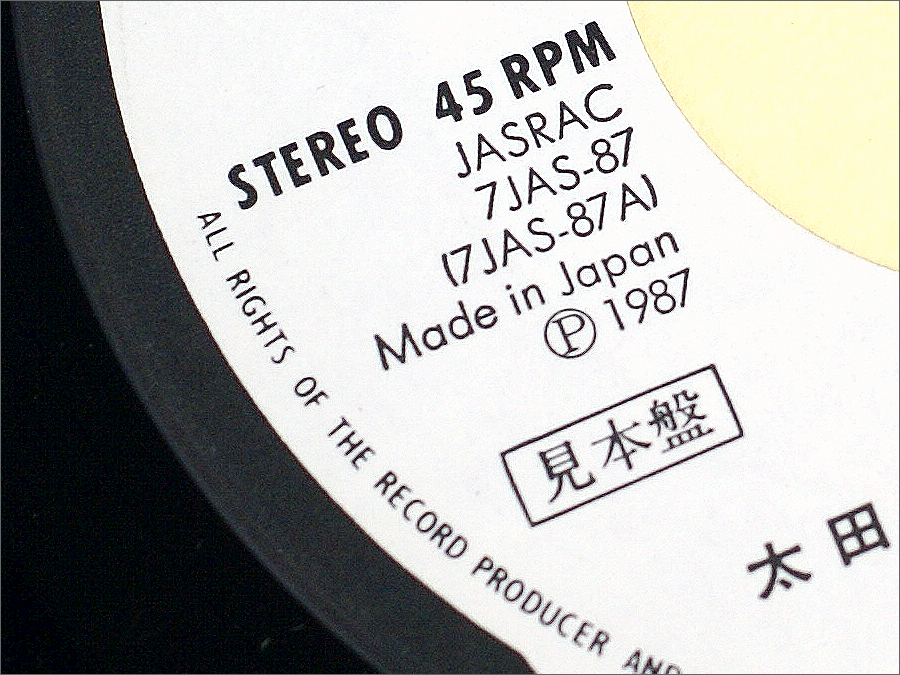 STEREO 45 RPM
JASRAC
7JAS-87
(7JAS-87A)
Made in Japan
Ⓟ 1987
見本盤
太田
ALL RIGHTS OF THE RECORD PRODUCER AND